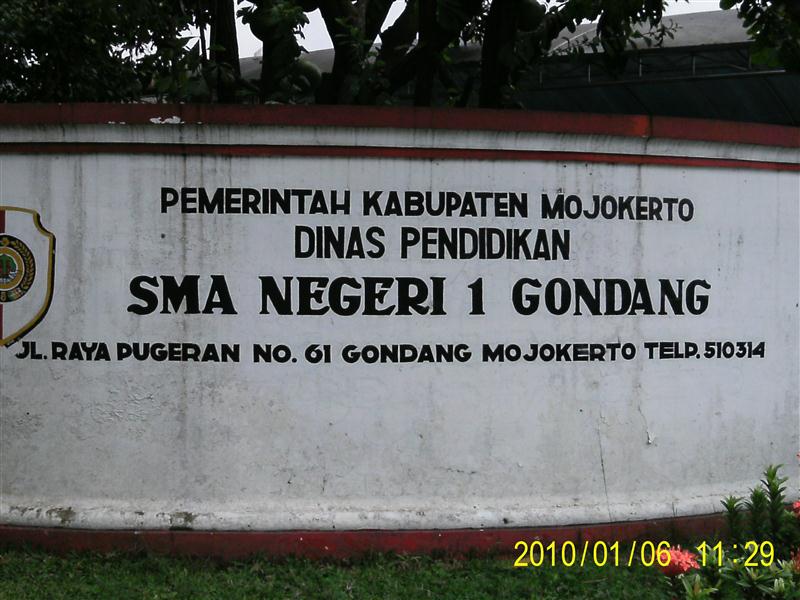 PEMERINTAH KABUPATEN MOJOKERTO
DINAS PENDIDIKAN
SMA NEGERI 1 GONDANG
JL. RAYA PUGERAN NO. 61 GONDANG MOJOKERTO TELP. 510314
2010/01/06 11:29